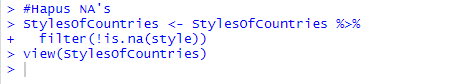 > #Hapus NA's
> StylesOfCountries <- StylesOfCountries %>%
+   filter(!is.na(style))
> view(StylesOfCountries)
>